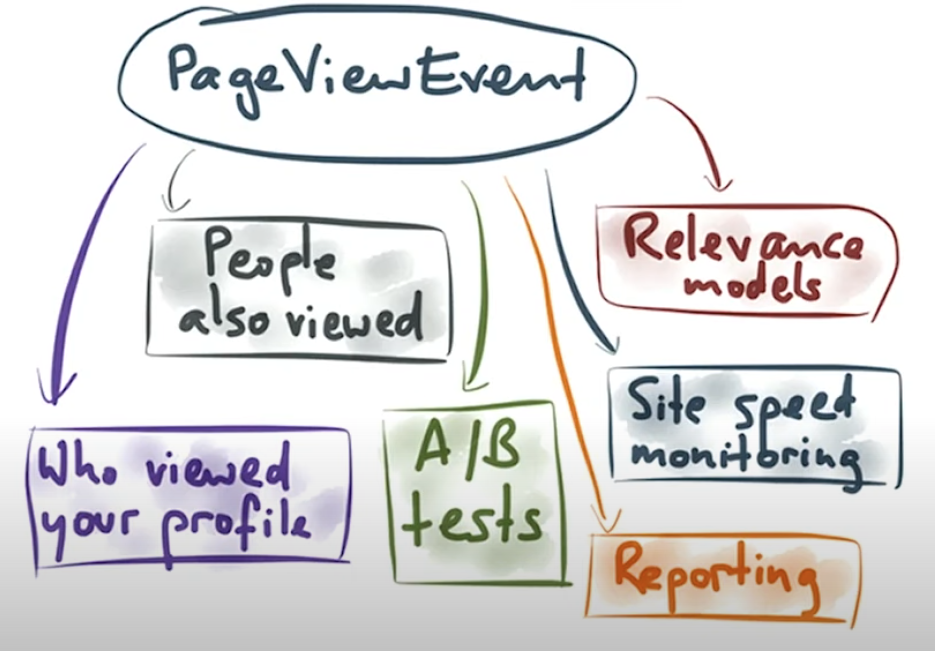 PageViewEvent
People
also viewed
Relevance
models
Who viewed
your profile
A/B
tests
Site speed
monitoring
Reporting